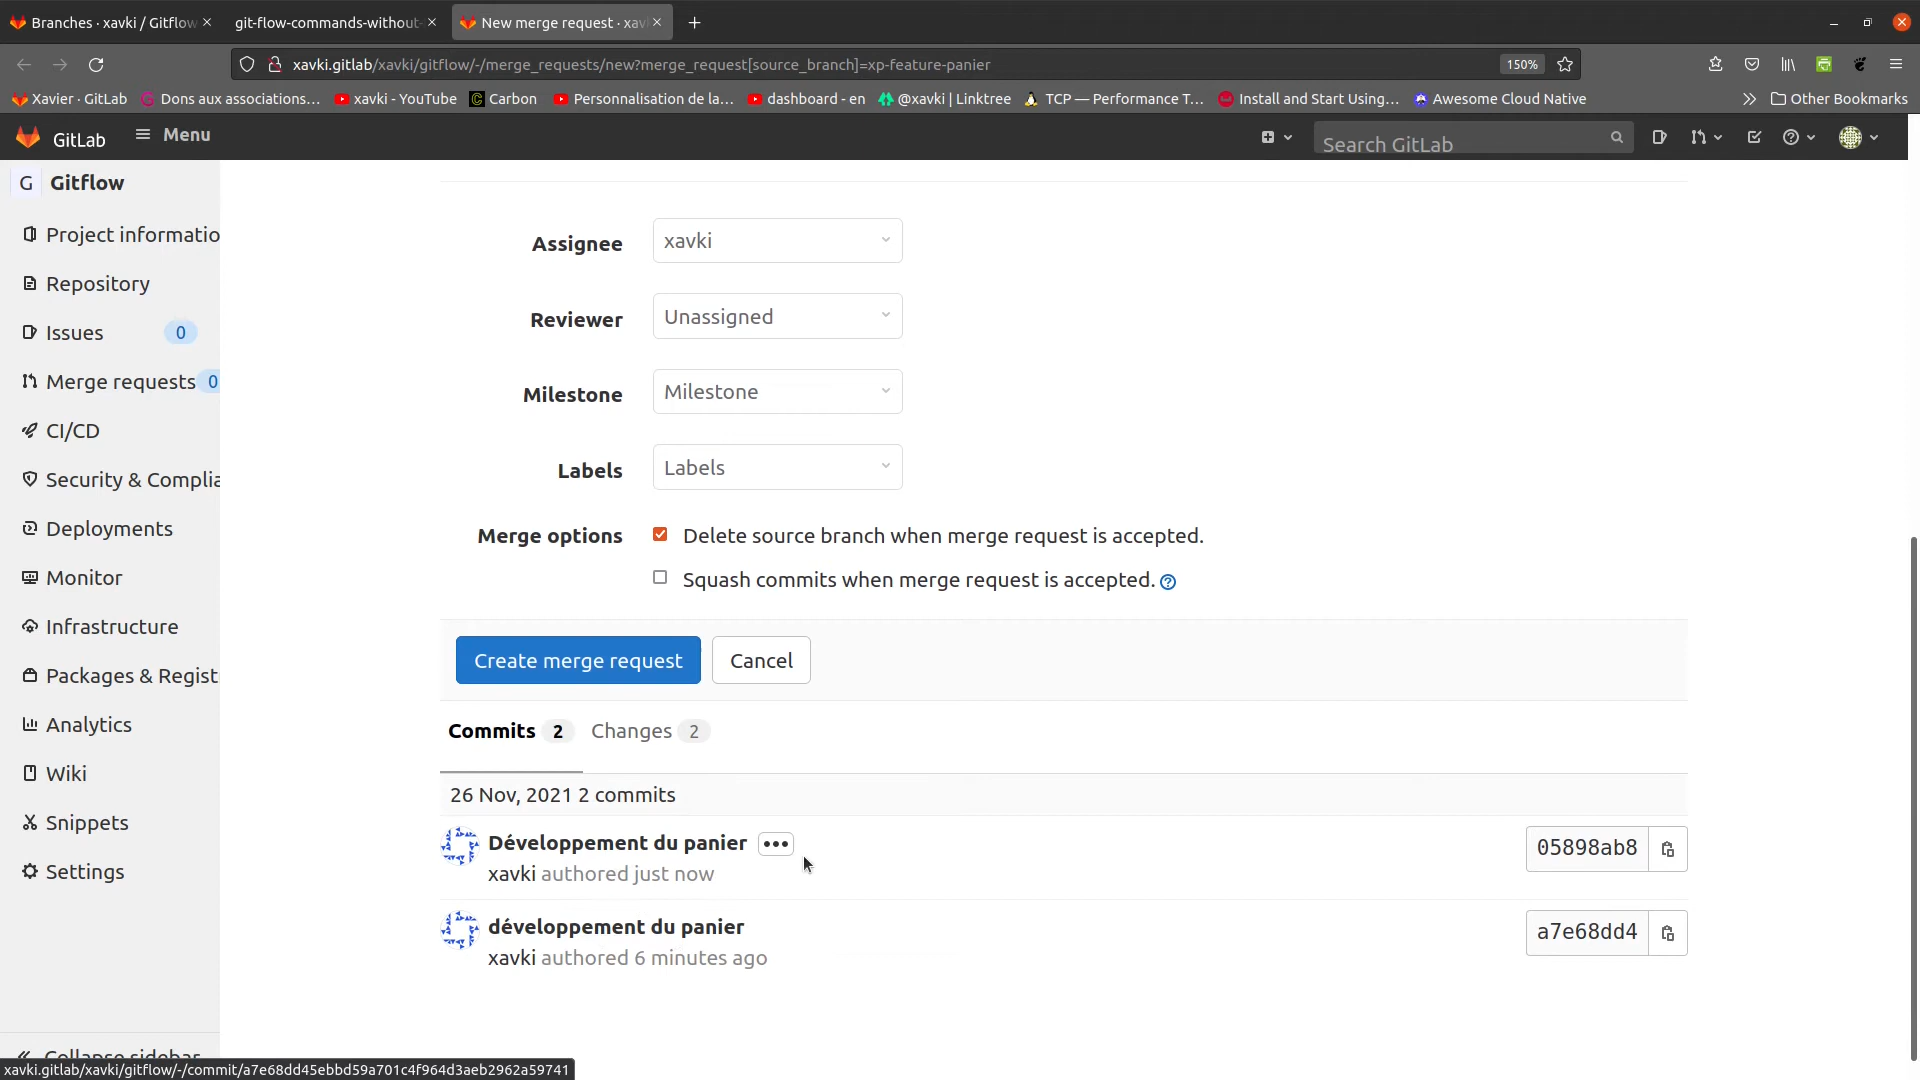 Branches · xavki / Gitflow
git-flow-commands-without-
New merge request · xavk
xavki.gitlab/xavki/gitflow/-/merge_requests/new?merge_request[source_branch]=xp-feature-panier
150%
Xavier · GitLab
Dons aux associations…
xavki - YouTube
Carbon
Personnalisation de la…
dashboard - en
@xavki | Linktree
TCP — Performance T…
Install and Start Using…
Awesome Cloud Native
Other Bookmarks
GitLab
Menu
Search GitLab
G Gitflow
Project informatio
Repository
Issues 0
Merge requests 0
CI/CD
Security & Complia
Deployments
Monitor
Infrastructure
Packages & Regist
Analytics
Wiki
Snippets
Settings
Collapse sidebar
Assignee xavki
Reviewer Unassigned
Milestone Milestone
Labels Labels
Merge options Delete source branch when merge request is accepted.
Squash commits when merge request is accepted.
Create merge request Cancel
Commits 2 Changes 2
26 Nov, 2021 2 commits
Développement du panier 05898ab8
xavki authored just now
développement du panier a7e68dd4
xavki authored 6 minutes ago
xavki.gitlab/xavki/gitflow/-/commit/a7e68dd45ebbd59a701c4f964d3aeb2962a59741